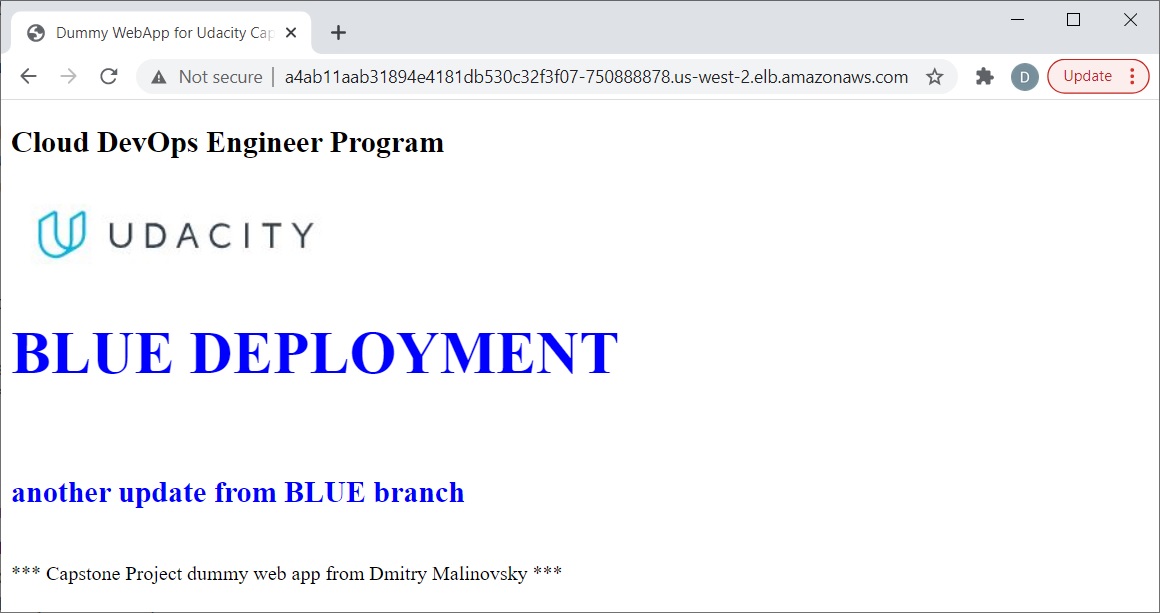 Dummy WebApp for Udacity Cap
Not secure | a4ab11aab31894e4181db530c32f3f07-750888878.us-west-2.elb.amazonaws.com
D
Update
Cloud DevOps Engineer Program
UDACITY
BLUE DEPLOYMENT
another update from BLUE branch
*** Capstone Project dummy web app from Dmitry Malinovsky ***